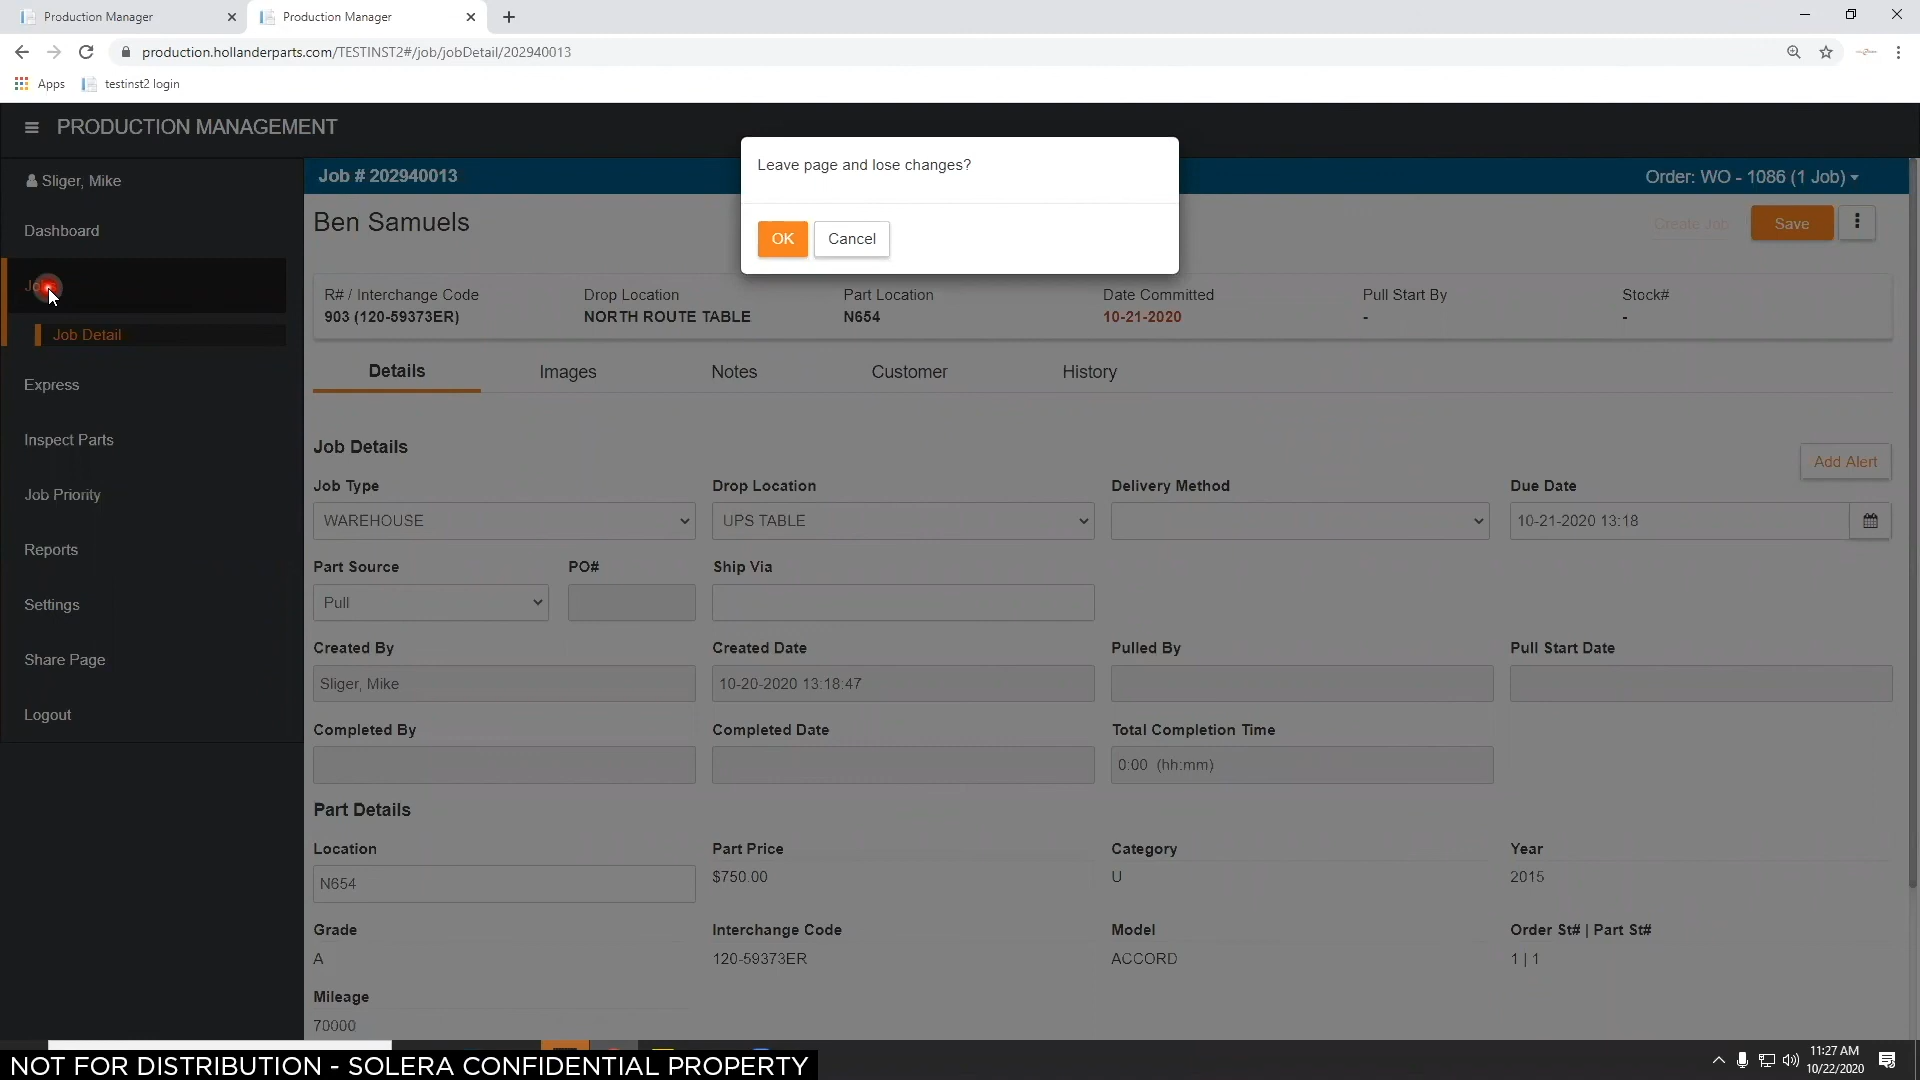 Production Manager
Production Manager
production.hollanderparts.com/TESTINST2#/job/jobDetail/202940013
Apps
testinst2 login
PRODUCTION MANAGEMENT
Leave page and lose changes?
OK
Cancel
Sliger, Mike
Dashboard
Job Detail
Express
Inspect Parts
Job Priority
Reports
Settings
Share Page
Logout
Job # 202940013
Order: WO - 1086 (1 Job)
Ben Samuels
Create Job
Save
R# / Interchange Code
Drop Location
Part Location
Date Committed
Pull Start By
Stock#
903 (120-59373ER)
NORTH ROUTE TABLE
N654
10-21-2020
-
-
Details
Images
Notes
Customer
History
Job Details
Add Alert
Job Type
Drop Location
Delivery Method
Due Date
WAREHOUSE
UPS TABLE
10-21-2020 13:18
Part Source
PO#
Ship Via
Pull
Created By
Created Date
Pulled By
Pull Start Date
Sliger, Mike
10-20-2020 13:18:47
Completed By
Completed Date
Total Completion Time
0:00 (hh:mm)
Part Details
Location
Part Price
Category
Year
N654
$750.00
U
2015
Grade
Interchange Code
Model
Order St# | Part St#
A
120-59373ER
ACCORD
1 | 1
Mileage
70000
NOT FOR DISTRIBUTION - SOLERA CONFIDENTIAL PROPERTY
11:27 AM
10/22/2020